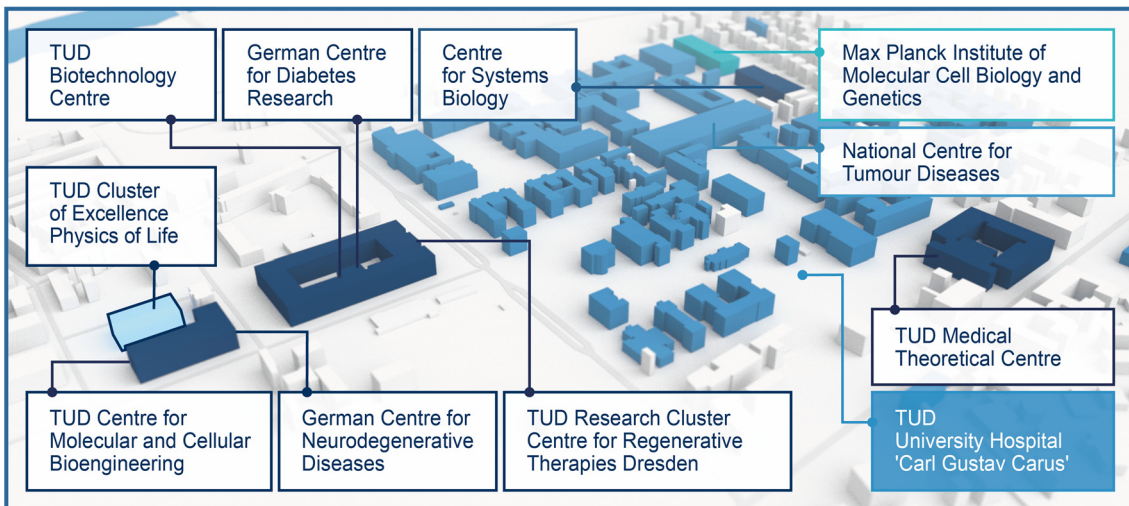 TUD
Biotechnology
Centre
German Centre
for Diabetes
Research
Centre
for Systems
Biology
Max Planck Institute of
Molecular Cell Biology and
Genetics
National Centre for
Tumour Diseases
TUD Cluster
of Excellence
Physics of Life
TUD Medical
Theoretical Centre
TUD Centre for
Molecular and Cellular
Bioengineering
German Centre for
Neurodegenerative
Diseases
TUD Research Cluster
Centre for Regenerative
Therapies Dresden
TUD
University Hospital
'Carl Gustav Carus'